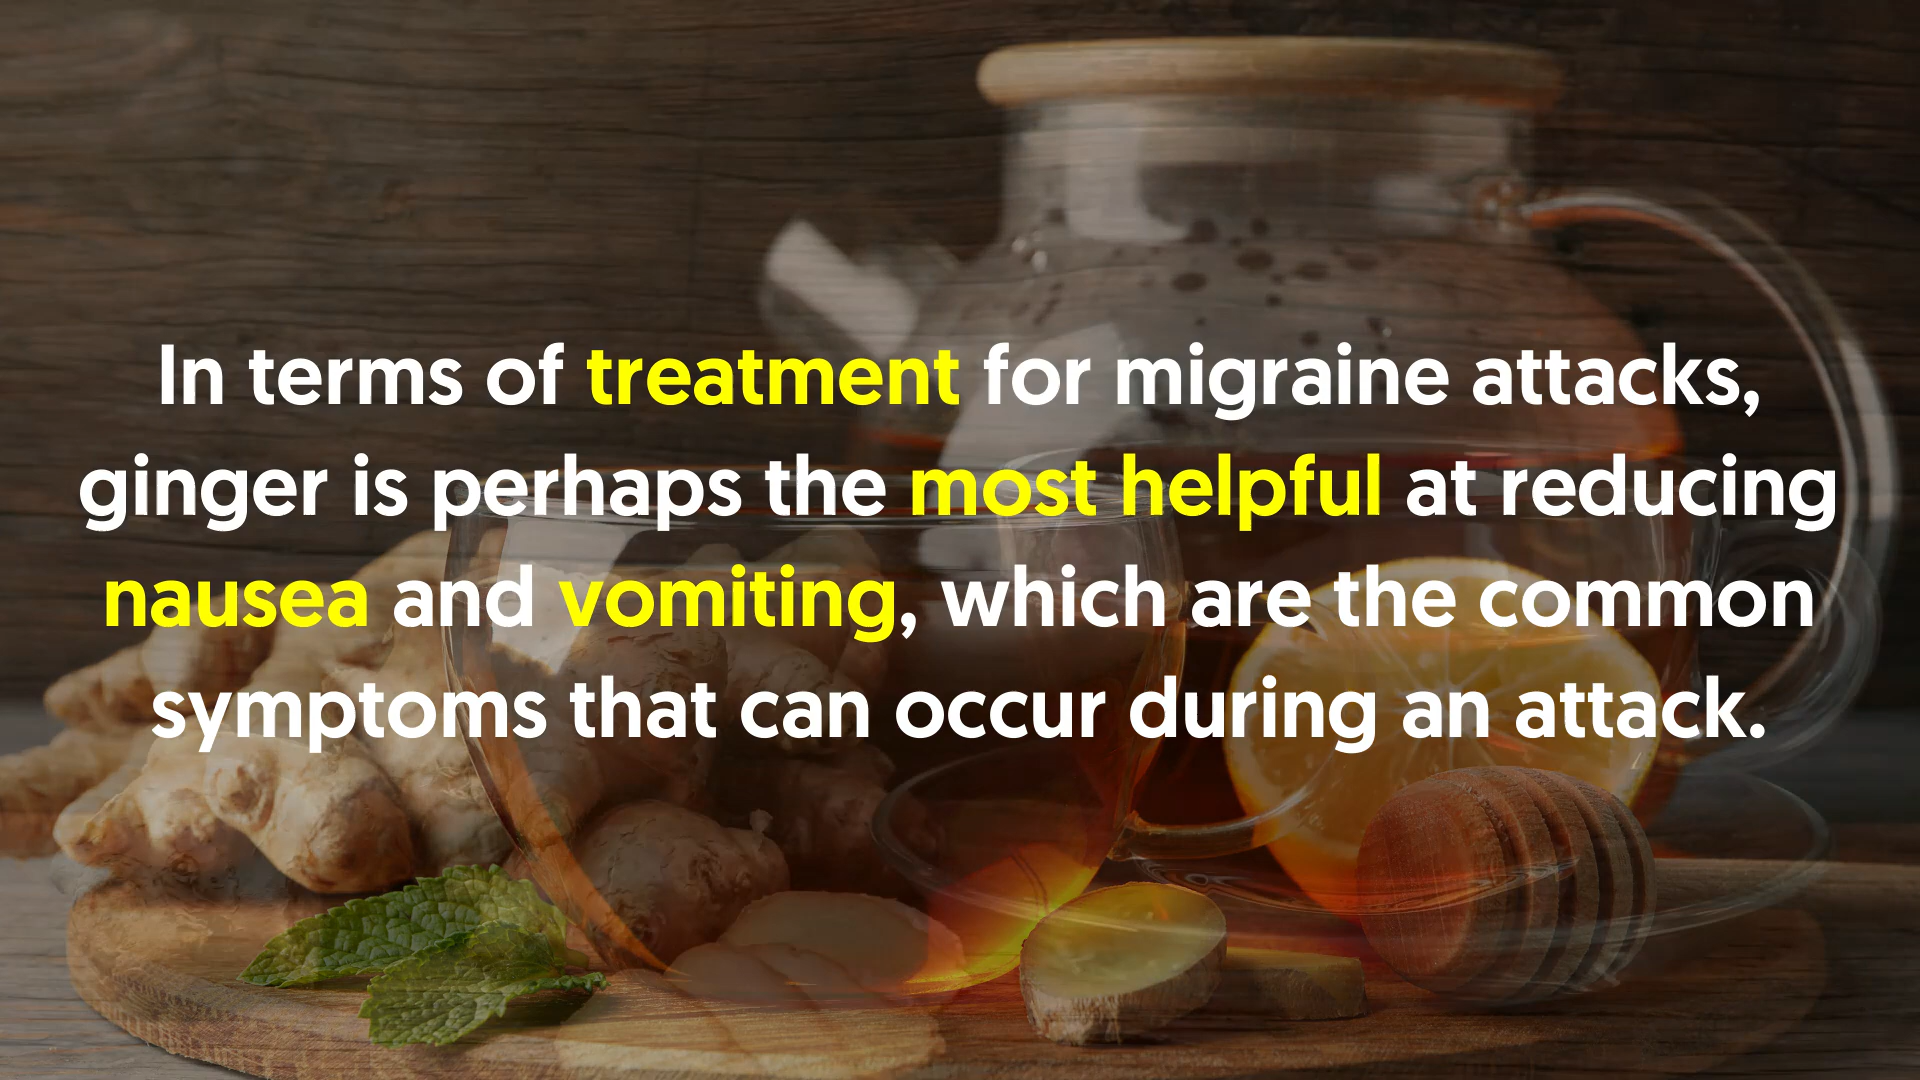 In terms of treatment for migraine attacks,
ginger is perhaps the most helpful at reducing
nausea and vomiting, which are the common
symptoms that can occur during an attack.